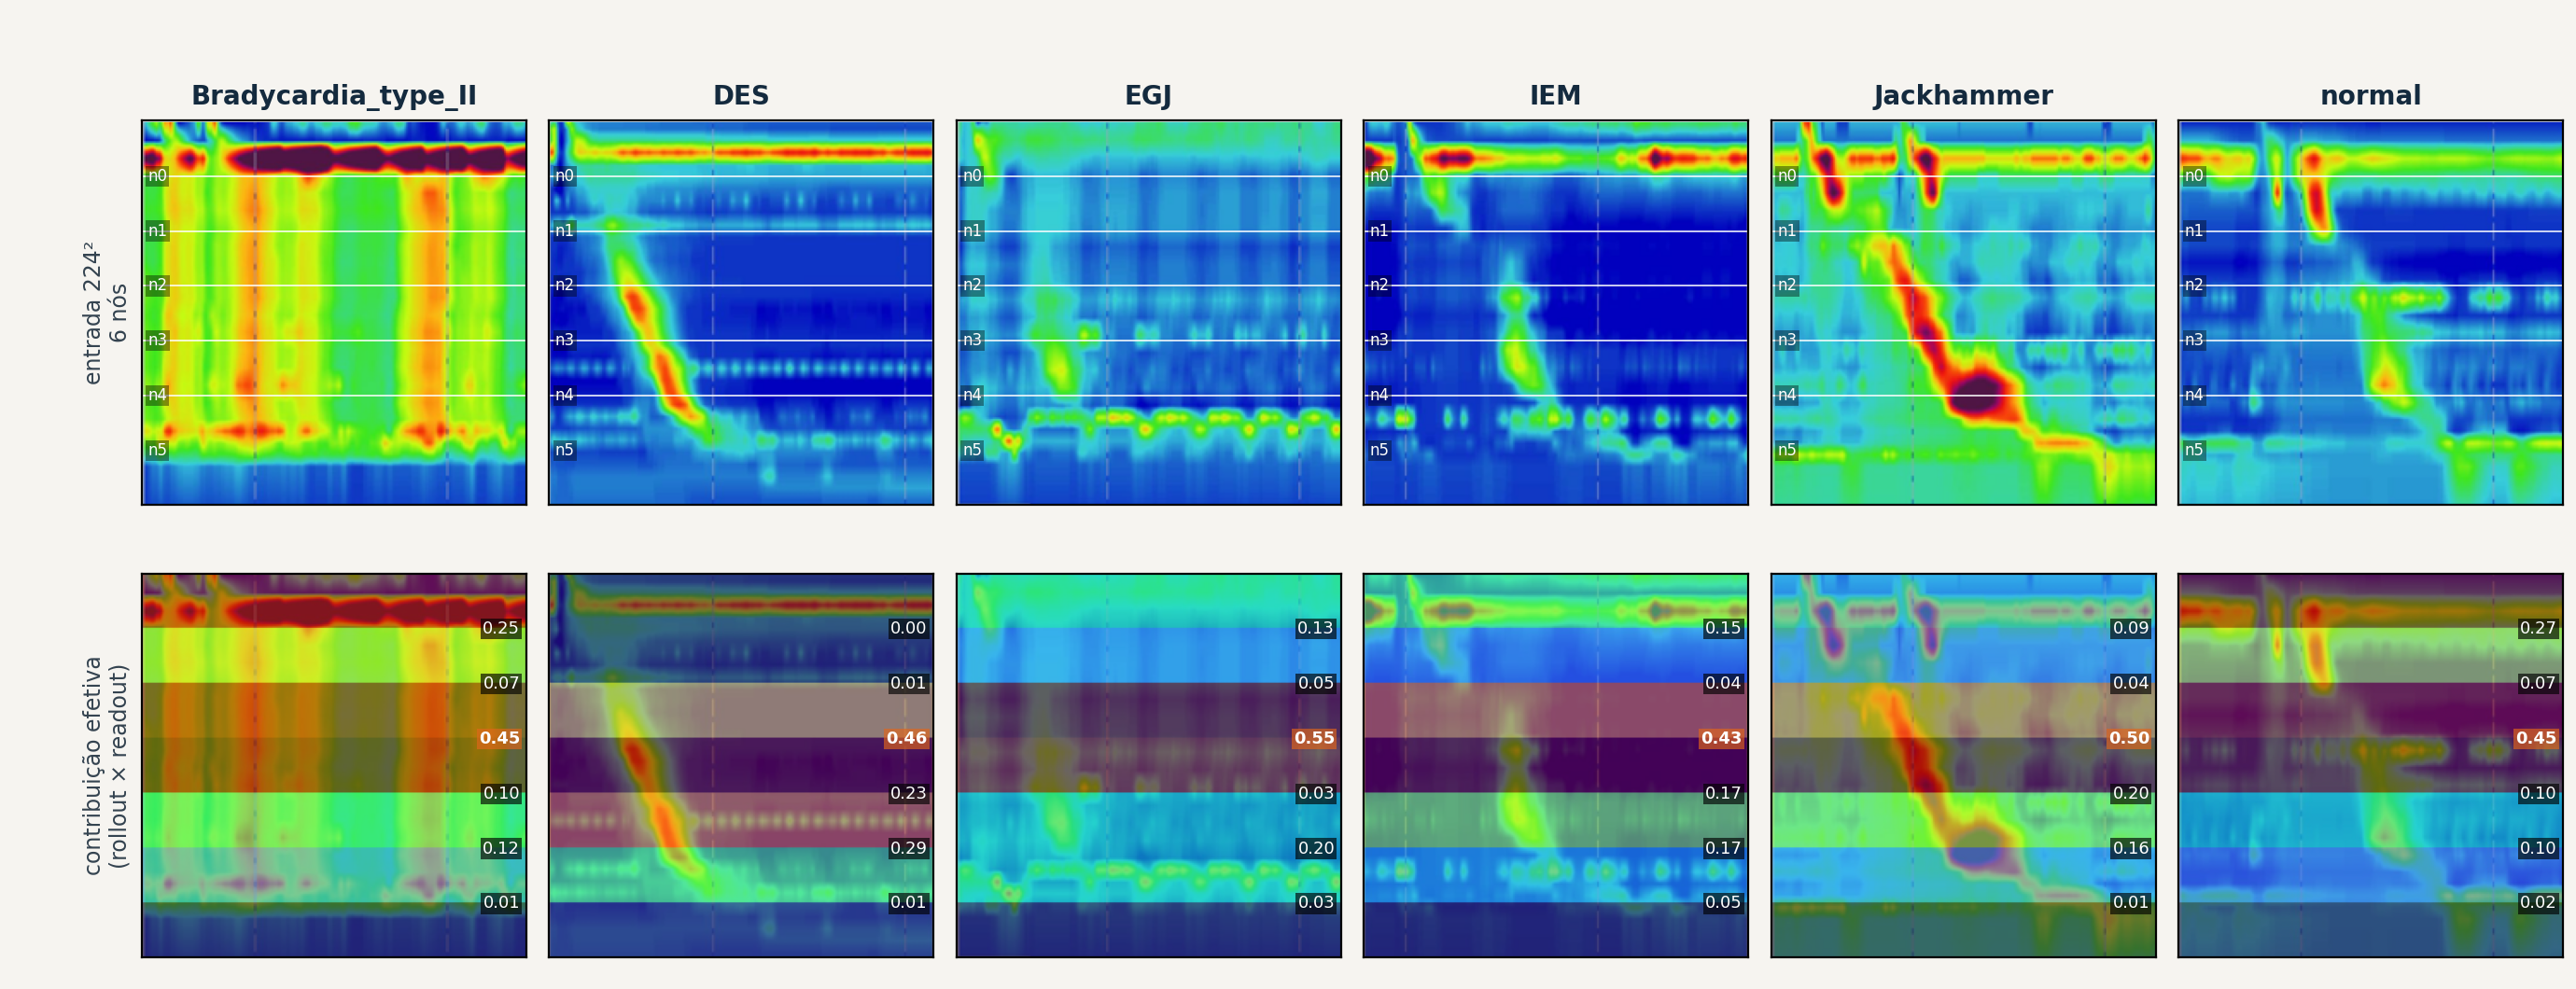 Bradycardia_type_II DES EGJ IEM Jackhammer normal
entrada 224²
6 nós
n0 n0 n0 n0 n0 n0
n1 n1 n1 n1 n1 n1
n2 n2 n2 n2 n2 n2
n3 n3 n3 n3 n3 n3
n4 n4 n4 n4 n4 n4
n5 n5 n5 n5 n5 n5
contribuição efetiva
(rollout × readout)
0.25 0.00 0.13 0.15 0.09 0.27
0.07 0.01 0.05 0.04 0.04 0.07
0.45 0.46 0.55 0.43 0.50 0.45
0.10 0.23 0.03 0.17 0.20 0.10
0.12 0.29 0.20 0.17 0.16 0.10
0.01 0.01 0.03 0.05 0.01 0.02